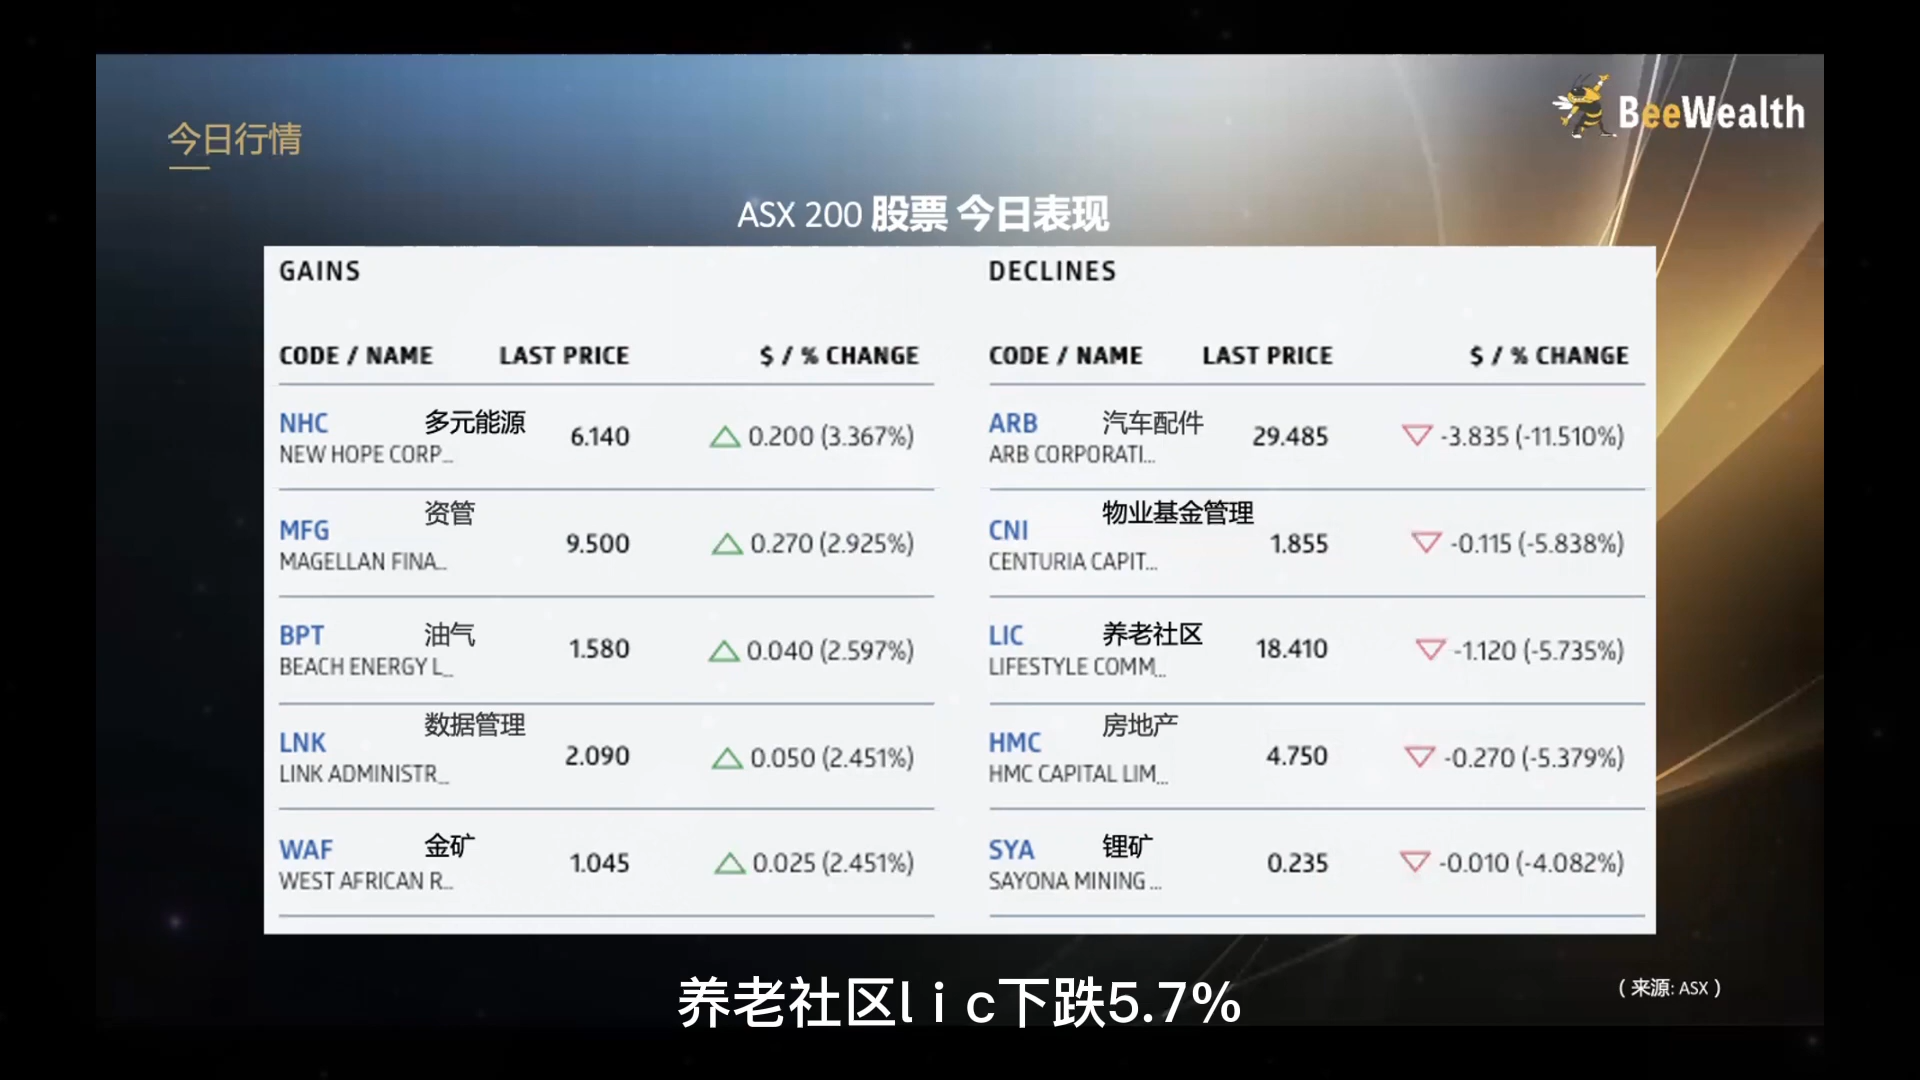 BeeWealth
今日行情
ASX 200 股票 今日表现
GAINS
CODE / NAME LAST PRICE $ / % CHANGE
NHC 多元能源 6.140 0.200 (3.367%)
NEW HOPE CORP...
MFG 资管 9.500 0.270 (2.925%)
MAGELLAN FINA...
BPT 油气 1.580 0.040 (2.597%)
BEACH ENERGY L...
LNK 数据管理 2.090 0.050 (2.451%)
LINK ADMINISTR...
WAF 金矿 1.045 0.025 (2.451%)
WEST AFRICAN R...
DECLINES
CODE / NAME LAST PRICE $ / % CHANGE
ARB 汽车配件 29.485 -3.835 (-11.510%)
ARB CORPORATI...
CNI 物业基金管理 1.855 -0.115 (-5.838%)
CENTURIA CAPIT...
LIC 养老社区 18.410 -1.120 (-5.735%)
LIFESTYLE COMM...
HMC 房地产 4.750 -0.270 (-5.379%)
HMC CAPITAL LIM...
SYA 锂矿 0.235 -0.010 (-4.082%)
SAYONA MINING ...
(来源: ASX)
养老社区l i c下跌5.7%